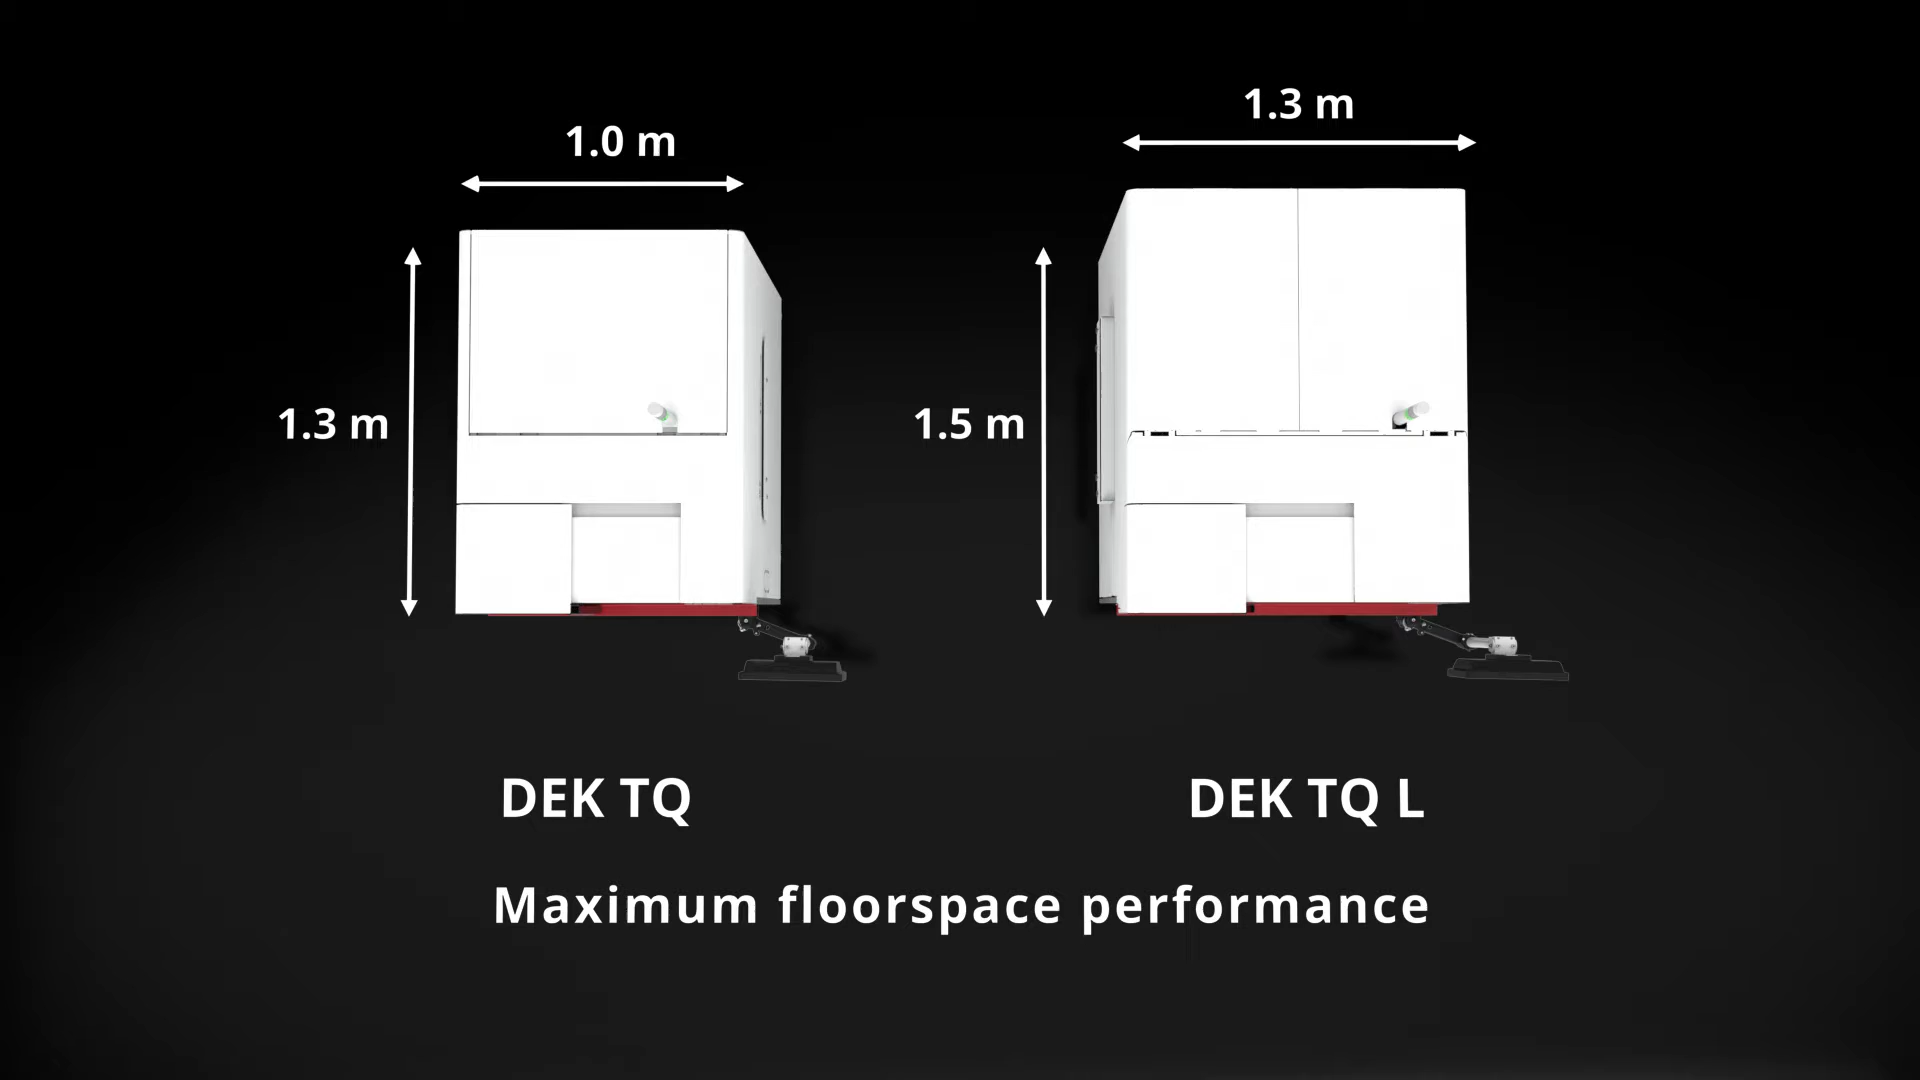 1.0 m
1.3 m
1.3 m
1.5 m
DEK TQ
DEK TQ L
Maximum floorspace performance